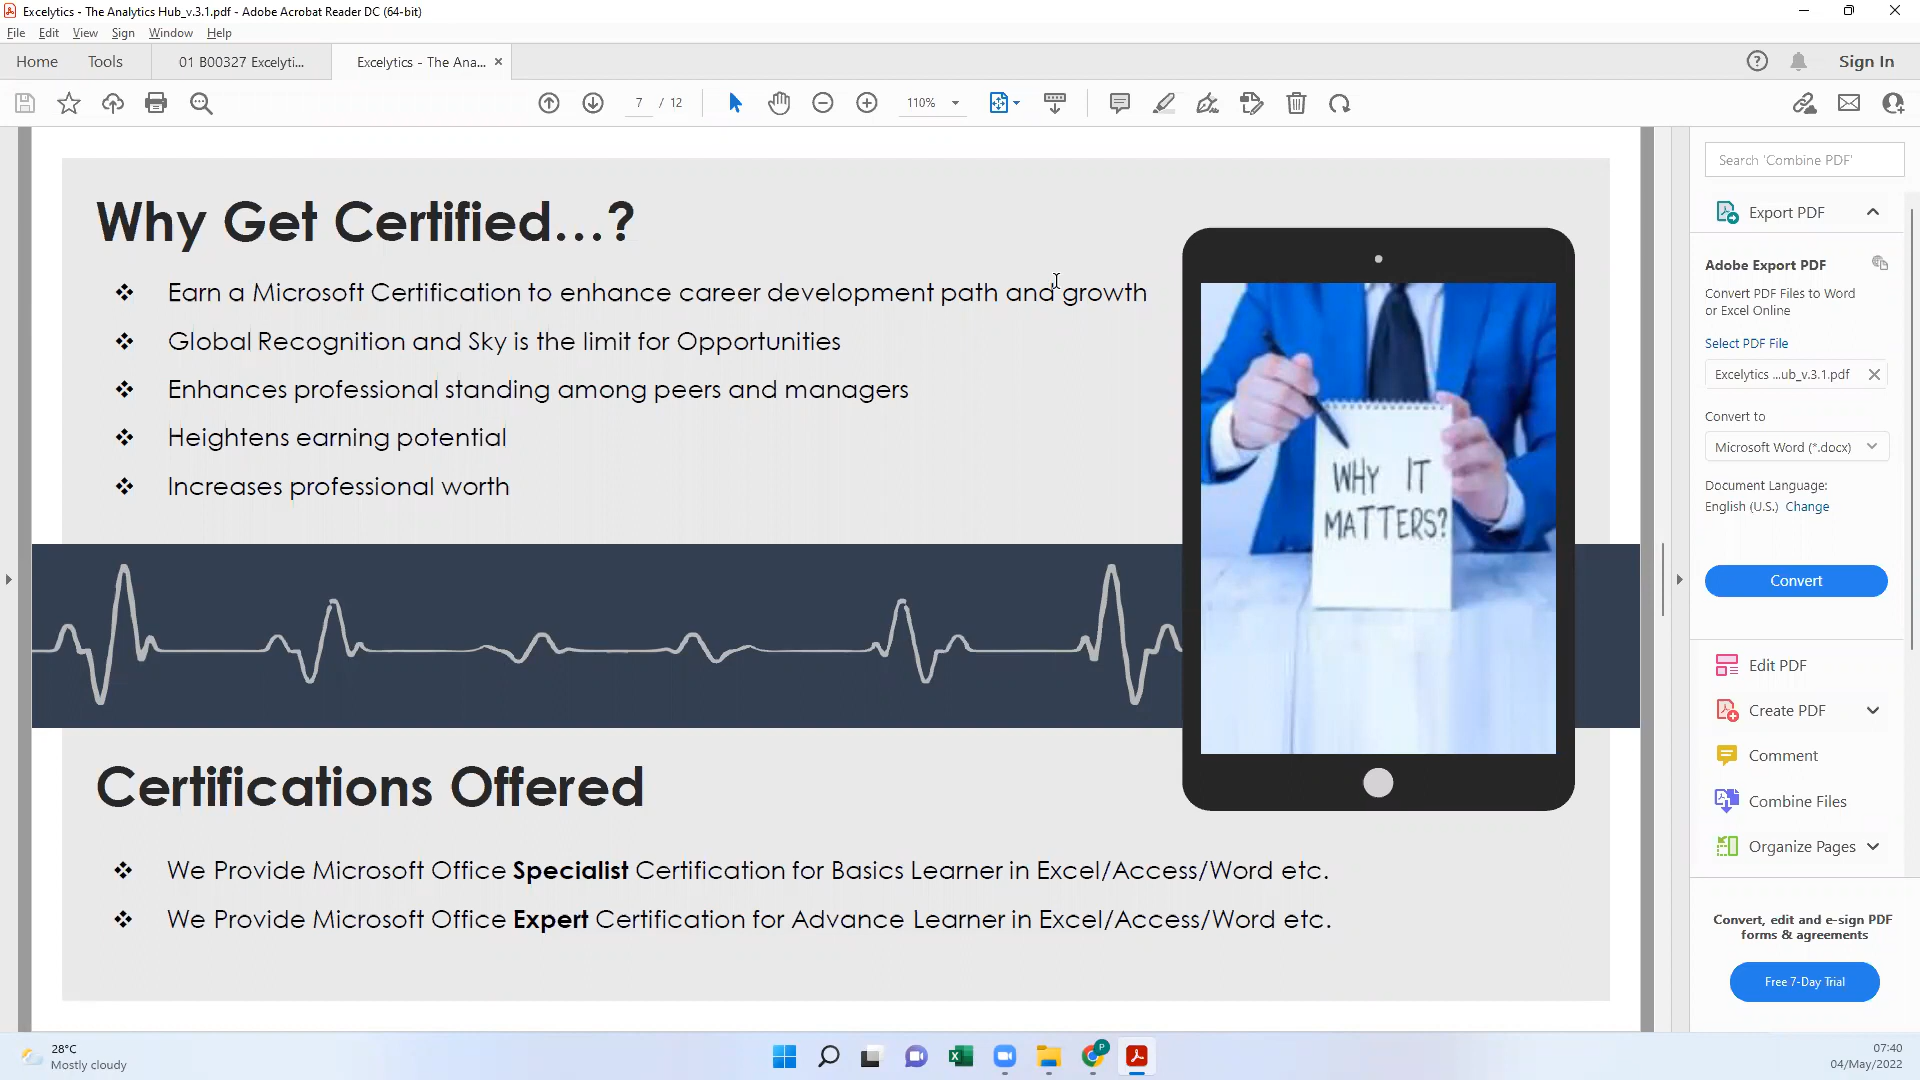 Excelytics - The Analytics Hub_v.3.1.pdf - Adobe Acrobat Reader DC (64-bit)
File Edit View Sign Window Help
Home Tools 01 B00327 Excelyti... Excelytics - The Ana... Sign In
7 / 12 110%
Why Get Certified...?
Earn a Microsoft Certification to enhance career development path and growth
Global Recognition and Sky is the limit for Opportunities
Enhances professional standing among peers and managers
Heightens earning potential
Increases professional worth
WHY IT
MATTERS?
Certifications Offered
We Provide Microsoft Office Specialist Certification for Basics Learner in Excel/Access/Word etc.
We Provide Microsoft Office Expert Certification for Advance Learner in Excel/Access/Word etc.
Search 'Combine PDF'
Export PDF
Adobe Export PDF
Convert PDF Files to Word
or Excel Online
Select PDF File
Excelytics ...ub_v.3.1.pdf
Convert to
Microsoft Word (*.docx)
Document Language:
English (U.S.) Change
Convert
Edit PDF
Create PDF
Comment
Combine Files
Organize Pages
Convert, edit and e-sign PDF
forms & agreements
Free 7-Day Trial
28°C
Mostly cloudy
P
07:40
04/May/2022